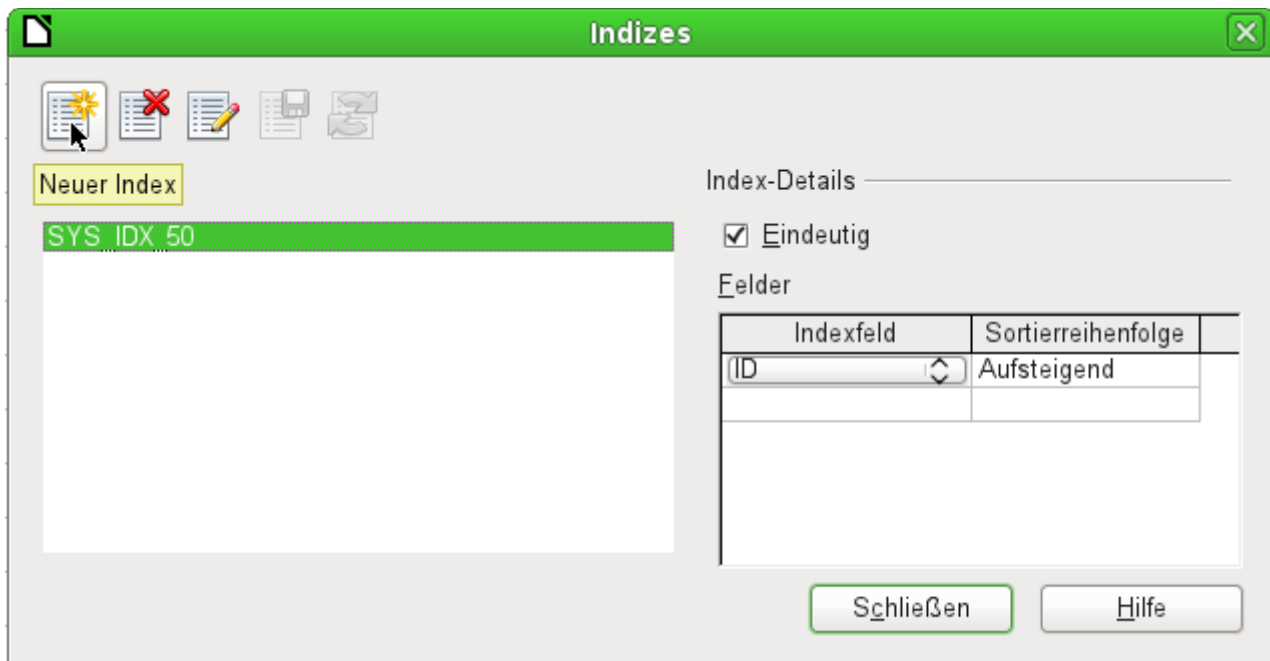 Indizes
Neuer Index
SYS_IDX_50
Index-Details
Eindeutig
Felder
Indexfeld Sortierreihenfolge
ID Aufsteigend
Schließen Hilfe